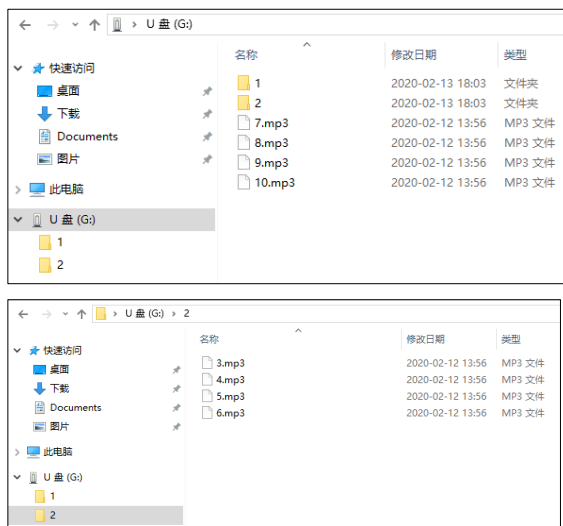 U 盘 (G:)
名称 修改日期 类型
快速访问
桌面
下载
Documents
图片
此电脑
U 盘 (G:)
1
2
1 2020-02-13 18:03 文件夹
2 2020-02-13 18:03 文件夹
7.mp3 2020-02-12 13:56 MP3 文件
8.mp3 2020-02-12 13:56 MP3 文件
9.mp3 2020-02-12 13:56 MP3 文件
10.mp3 2020-02-12 13:56 MP3 文件
U 盘 (G:) › 2
名称 修改日期 类型
快速访问
桌面
下载
Documents
图片
此电脑
U 盘 (G:)
1
2
3.mp3 2020-02-12 13:56 MP3 文件
4.mp3 2020-02-12 13:56 MP3 文件
5.mp3 2020-02-12 13:56 MP3 文件
6.mp3 2020-02-12 13:56 MP3 文件